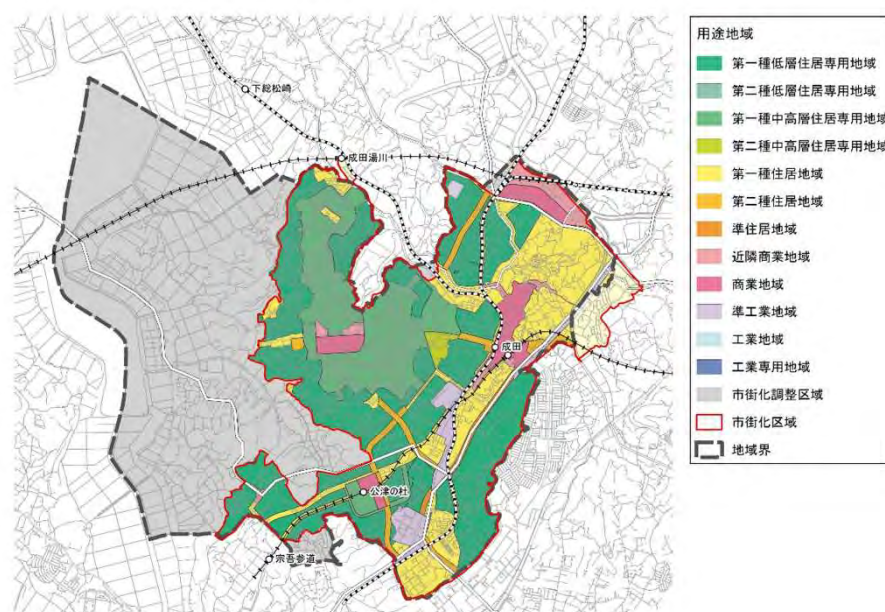 下総松崎
成田湯川
成田
公津の杜
宗吾参道
用途地域
第一種低層住居専用地域
第二種低層住居専用地域
第一種中高層住居専用地域
第二種中高層住居専用地域
第一種住居地域
第二種住居地域
準住居地域
近隣商業地域
商業地域
準工業地域
工業地域
工業専用地域
市街化調整区域
市街化区域
地域界